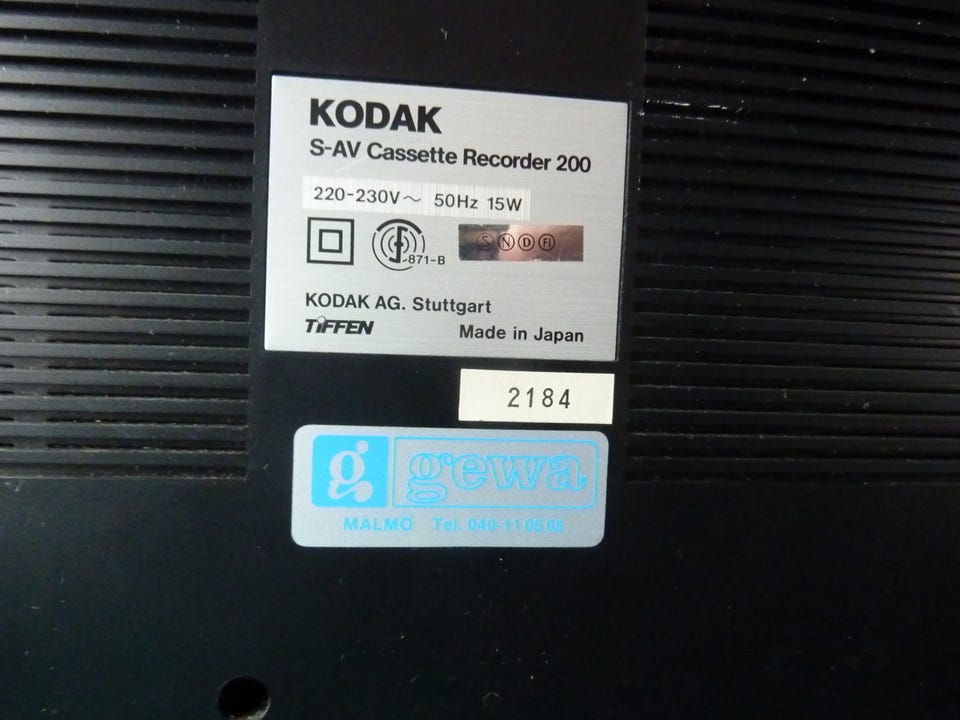 KODAK
S-AV Cassette Recorder 200
220-230V～ 50Hz 15W
871-B
S N D FI
KODAK AG. Stuttgart
TiFFEN
Made in Japan
2184
g. gewa
MALMÖ Tel. 040-11 05 05